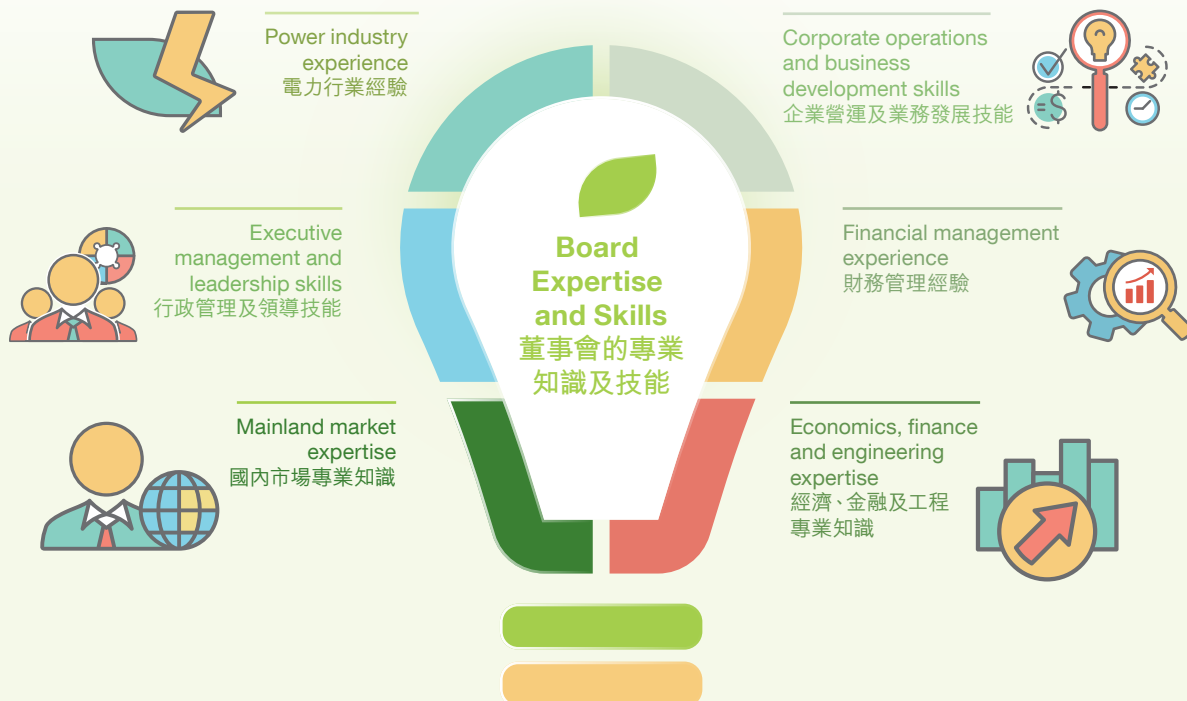 Power industry
experience
電力行業經驗
Corporate operations
and business
development skills
企業營運及業務發展技能
Executive
management and
leadership skills
行政管理及領導技能
Board
Expertise
and Skills
董事會的專業
知識及技能
Financial management
experience
財務管理經驗
Mainland market
expertise
國內市場專業知識
Economics, finance
and engineering
expertise
經濟、金融及工程
專業知識